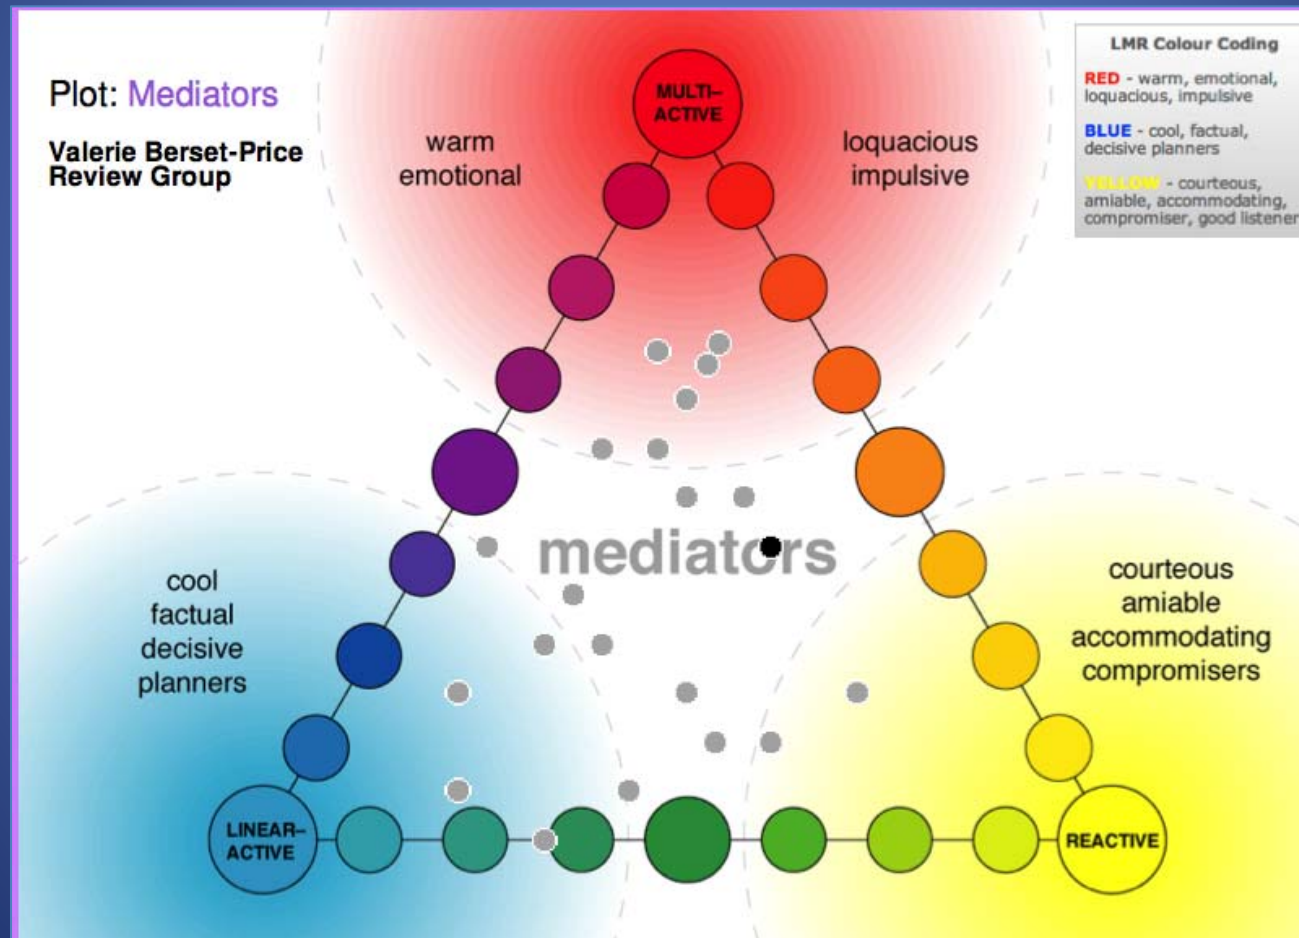 Plot: Mediators
Valerie Berset-Price
Review Group
LMR Colour Coding
RED - warm, emotional,
loquacious, impulsive
BLUE - cool, factual,
decisive planners
YELLOW - courteous,
amiable, accommodating,
compromiser, good listener
MULTI-
ACTIVE
warm
emotional
loquacious
impulsive
mediators
cool
factual
decisive
planners
courteous
amiable
accommodating
compromisers
LINEAR-
ACTIVE
REACTIVE